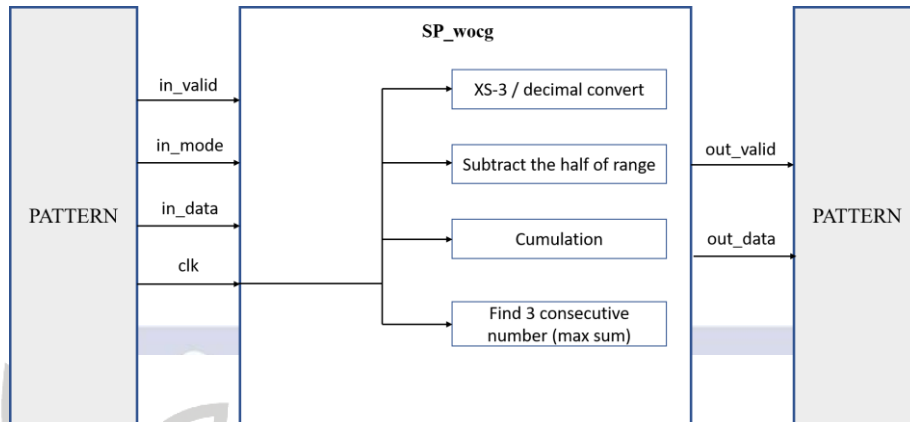 SP_wocg
in_valid
in_mode
in_data
clk
PATTERN
XS-3 / decimal convert
Subtract the half of range
Cumulation
Find 3 consecutive
number (max sum)
out_valid
out_data
PATTERN